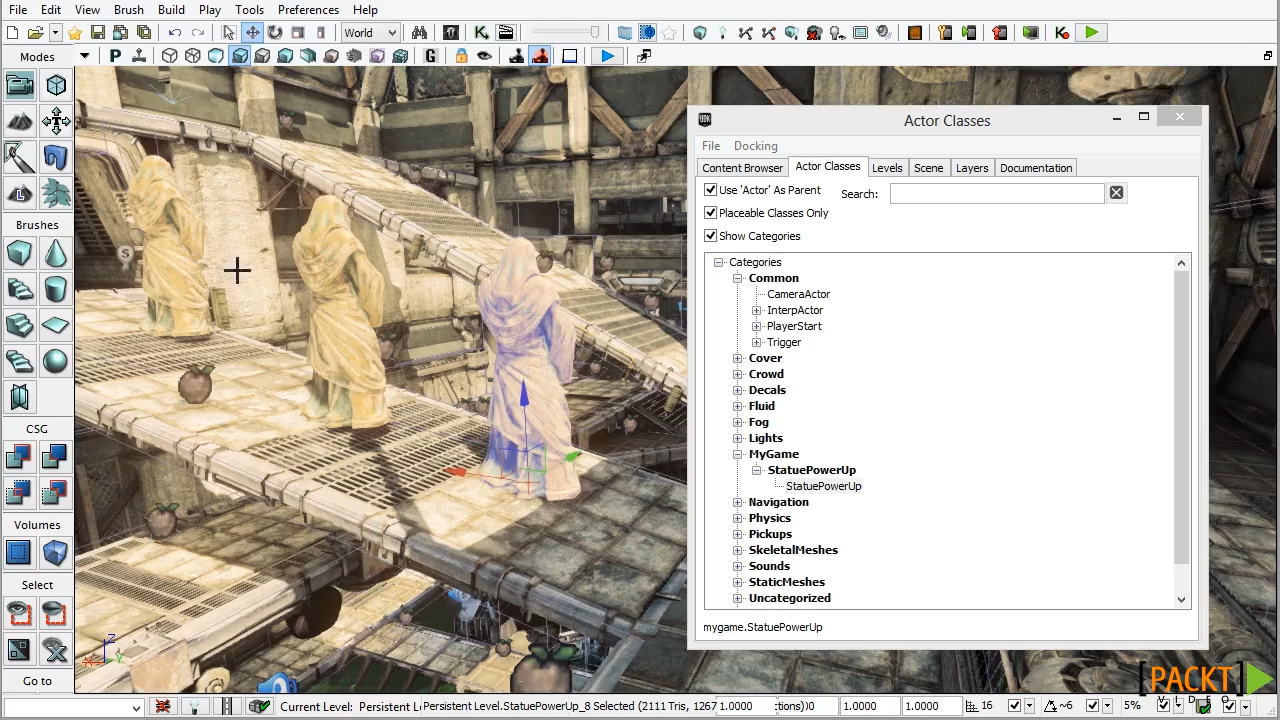 File Edit View Brush Build Play Tools Preferences Help
World
Modes
P G
Actor Classes
File Docking
Content Browser Actor Classes Levels Scene Layers Documentation
Use 'Actor' As Parent Search:
Placeable Classes Only
Show Categories
Categories
Common
CameraActor
InterpActor
PlayerStart
Trigger
Cover
Crowd
Decals
Fluid
Fog
Lights
MyGame
StatuePowerUp
StatuePowerUp
Navigation
Physics
Pickups
SkeletalMeshes
Sounds
StaticMeshes
Uncategorized
mygame.StatuePowerUp
Brushes
CSG
Volumes
Select
Go to
S
Z
X Y
[PACKT]
Current Level: Persistent L Persistent Level.StatuePowerUp_8 Selected (2111 Tris, 1267 1.0000 1.0000 1.0000 16 ~6 5%